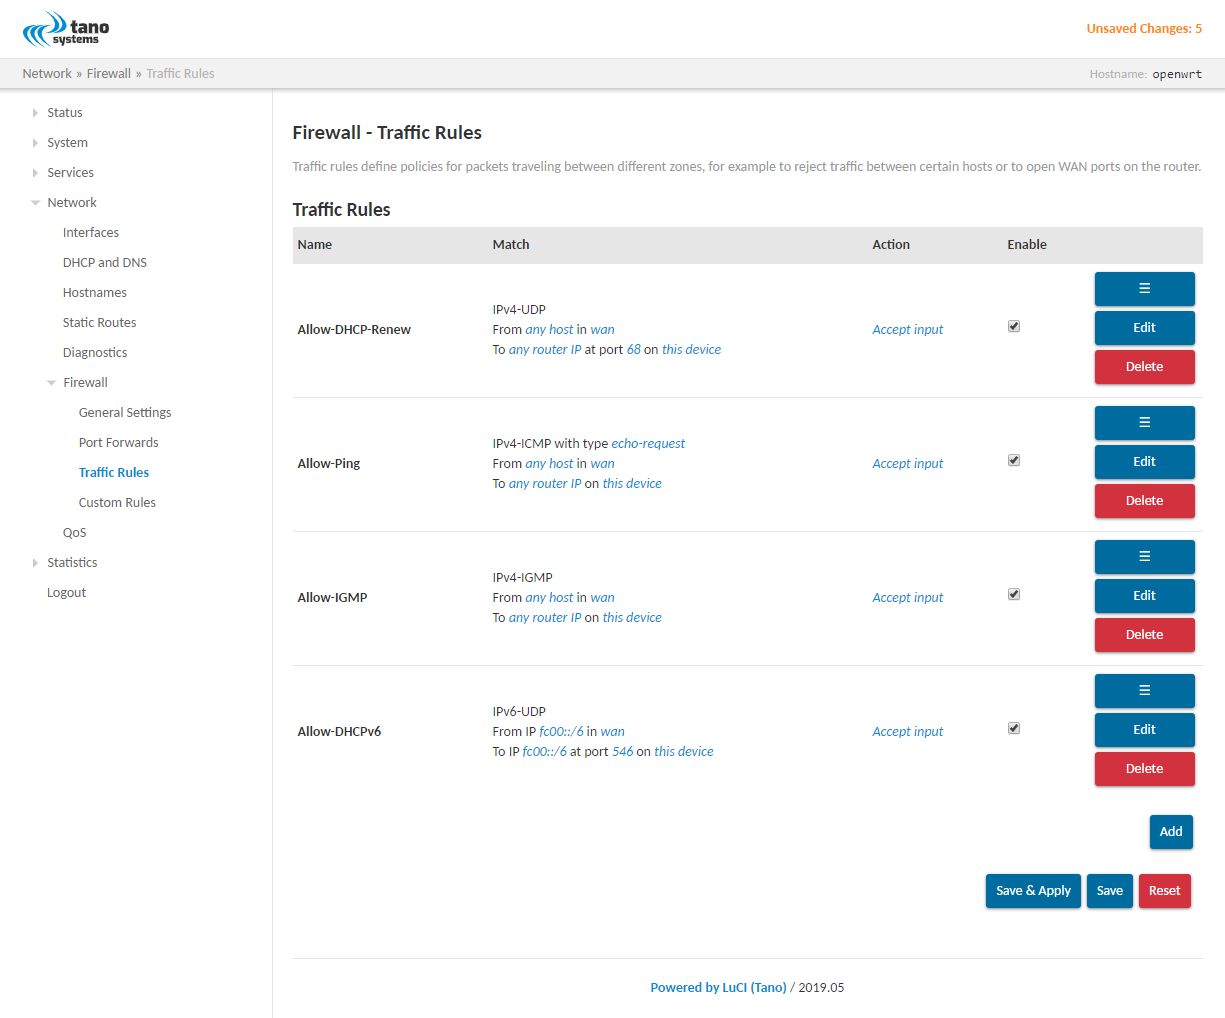 tano
systems
Unsaved Changes: 5
Network » Firewall » Traffic Rules
Hostname: openwrt
Status
System
Services
Network
Interfaces
DHCP and DNS
Hostnames
Static Routes
Diagnostics
Firewall
General Settings
Port Forwards
Traffic Rules
Custom Rules
QoS
Statistics
Logout
Firewall - Traffic Rules
Traffic rules define policies for packets traveling between different zones, for example to reject traffic between certain hosts or to open WAN ports on the router.
Traffic Rules
Name Match Action Enable
Allow-DHCP-Renew
IPv4-UDP
From any host in wan
To any router IP at port 68 on this device
Accept input
☰
Edit
Delete
Allow-Ping
IPv4-ICMP with type echo-request
From any host in wan
To any router IP on this device
Accept input
☰
Edit
Delete
Allow-IGMP
IPv4-IGMP
From any host in wan
To any router IP on this device
Accept input
☰
Edit
Delete
Allow-DHCPv6
IPv6-UDP
From IP fc00::/6 in wan
To IP fc00::/6 at port 546 on this device
Accept input
☰
Edit
Delete
Add
Save & Apply Save Reset
Powered by LuCI (Tano) / 2019.05